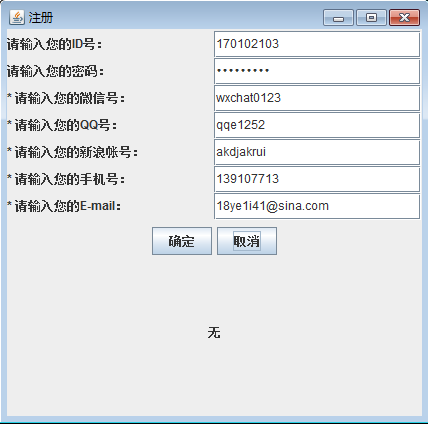 注册
请输入您的ID号： 170102103
请输入您的密码： •••••••••
* 请输入您的微信号： wxchat0123
* 请输入您的QQ号： qqe1252
* 请输入您的新浪帐号： akdjakrui
* 请输入您的手机号： 139107713
* 请输入您的E-mail： 18ye1i41@sina.com
确定 取消
无